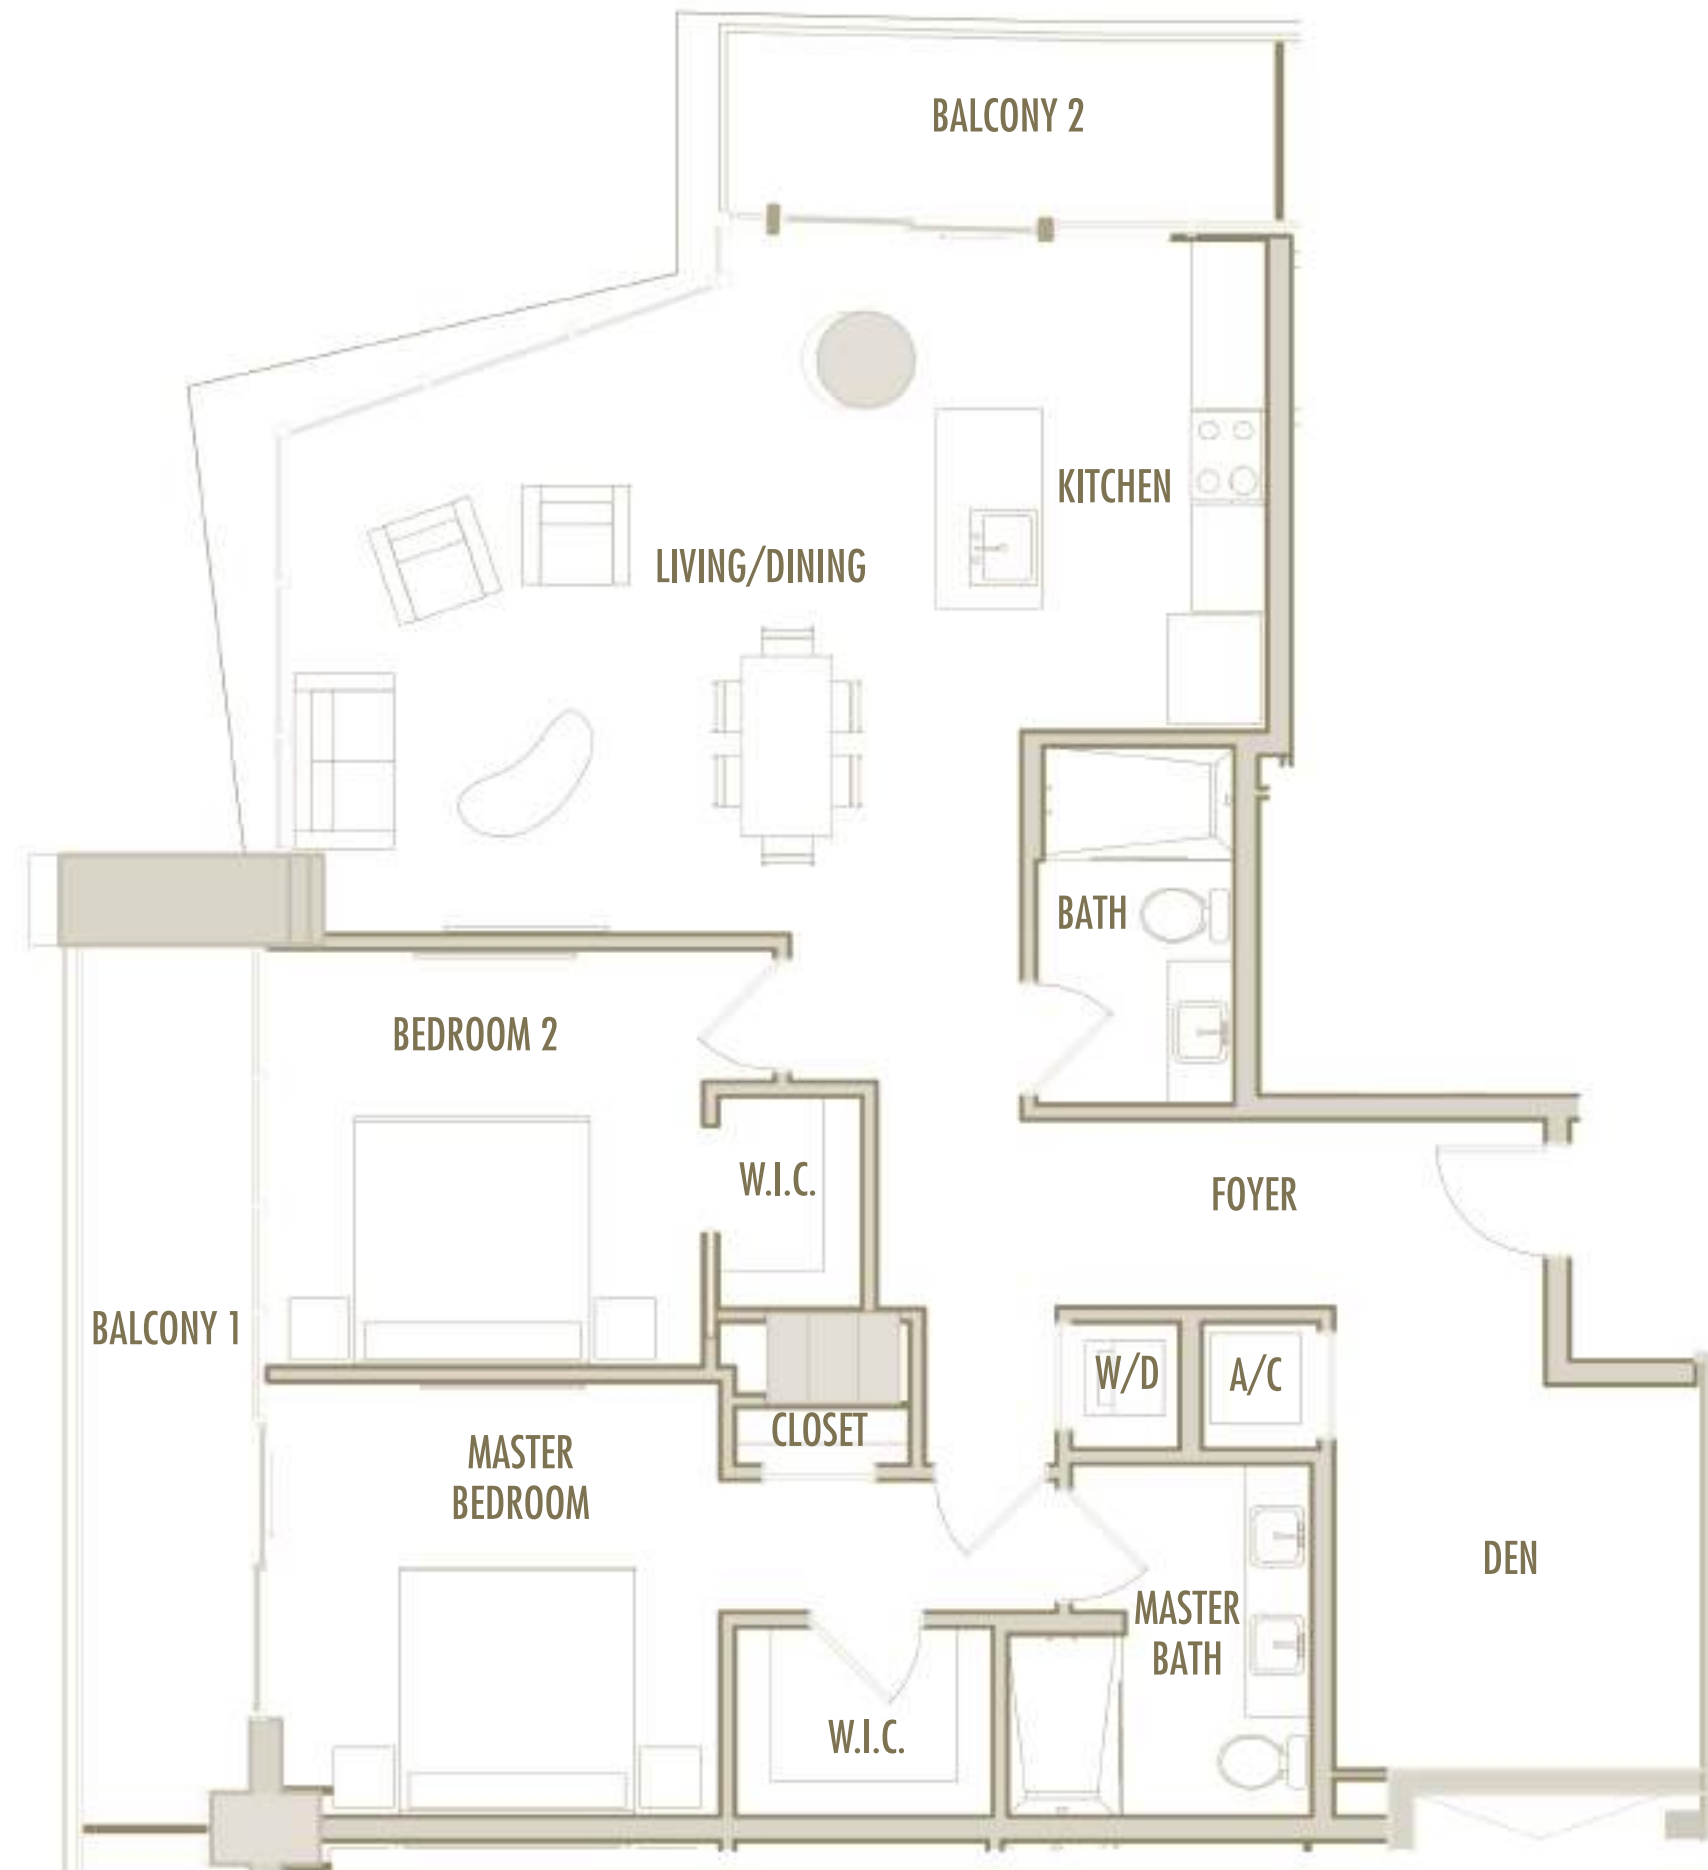 BALCONY 2
KITCHEN
LIVING/DINING
BATH
BEDROOM 2
W.I.C.
FOYER
BALCONY 1
W/D
A/C
CLOSET
MASTER
BEDROOM
DEN
MASTER
BATH
W.I.C.